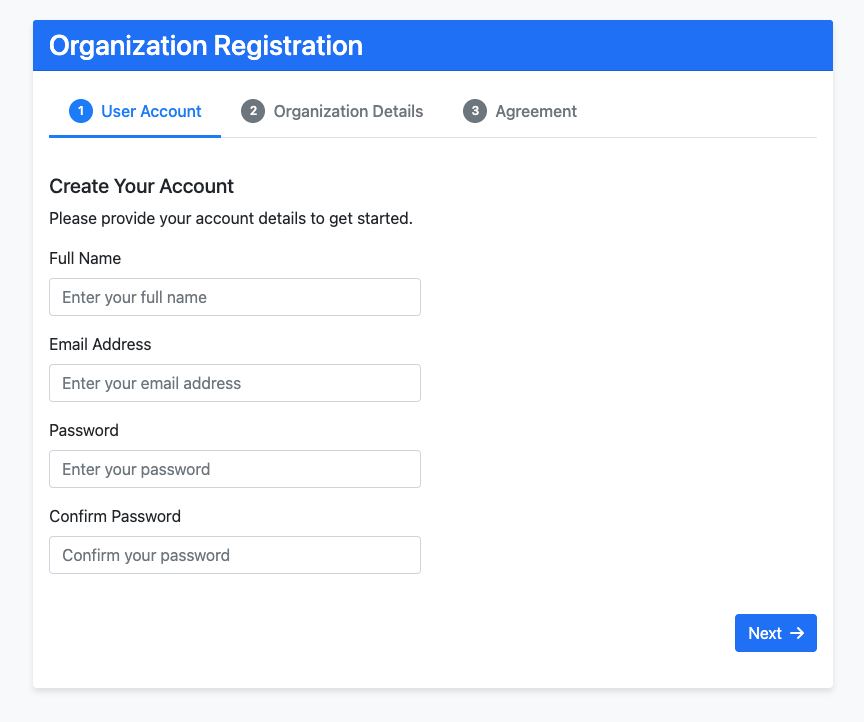 Organization Registration
1 User Account 2 Organization Details 3 Agreement
Create Your Account
Please provide your account details to get started.
Full Name
Enter your full name
Email Address
Enter your email address
Password
Enter your password
Confirm Password
Confirm your password
Next →